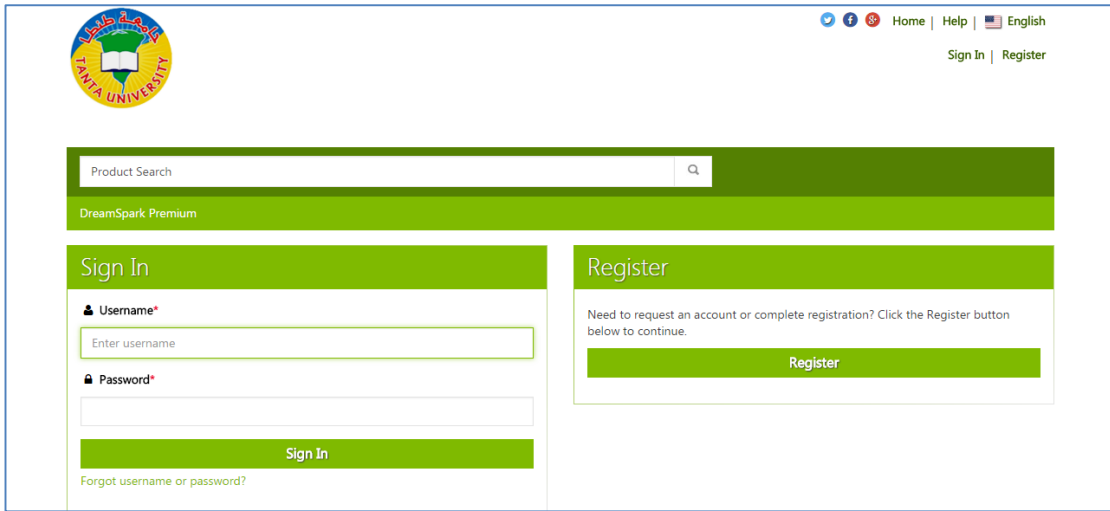 جامعة طنطا
TANTA UNIVERSITY
Home | Help | English
Sign In | Register
Product Search
DreamSpark Premium
Sign In
Username*
Enter username
Password*
Sign In
Forgot username or password?
Register
Need to request an account or complete registration? Click the Register button
below to continue.
Register